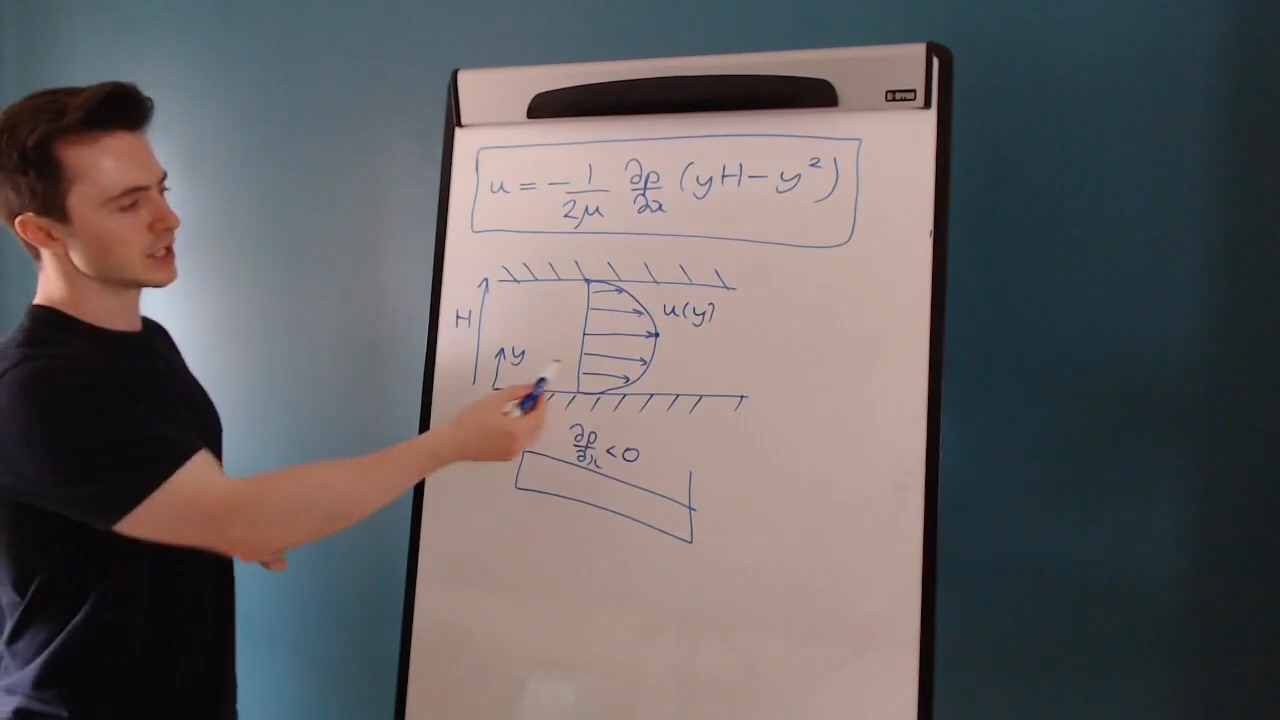 u = -1/2μ ∂p/∂x (yH - y²)
H
u(y)
y
∂p/∂x < 0